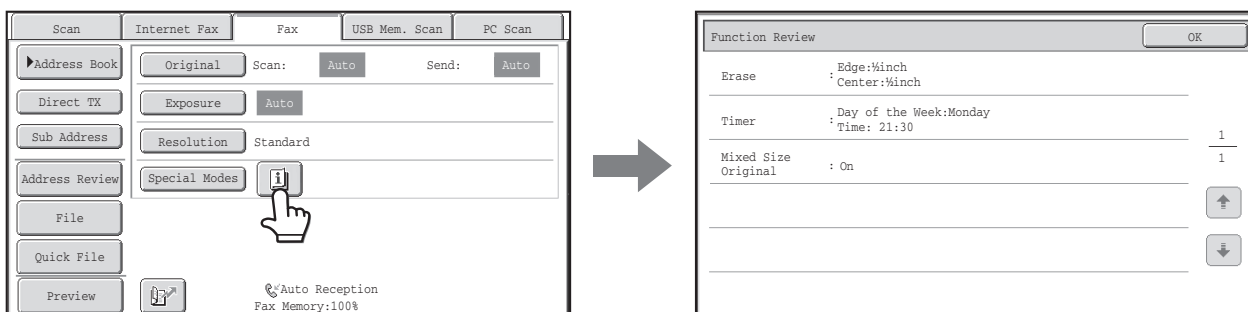 Scan Internet Fax Fax USB Mem. Scan PC Scan
Address Book Original Scan: Auto Send: Auto
Direct TX Exposure Auto
Sub Address Resolution Standard
Address Review Special Modes
File
Quick File
Preview
Auto Reception
Fax Memory:100%
Function Review OK
Erase : Edge:½inch
Center:½inch
Timer : Day of the Week:Monday
Time: 21:30
Mixed Size
Original : On
1
1